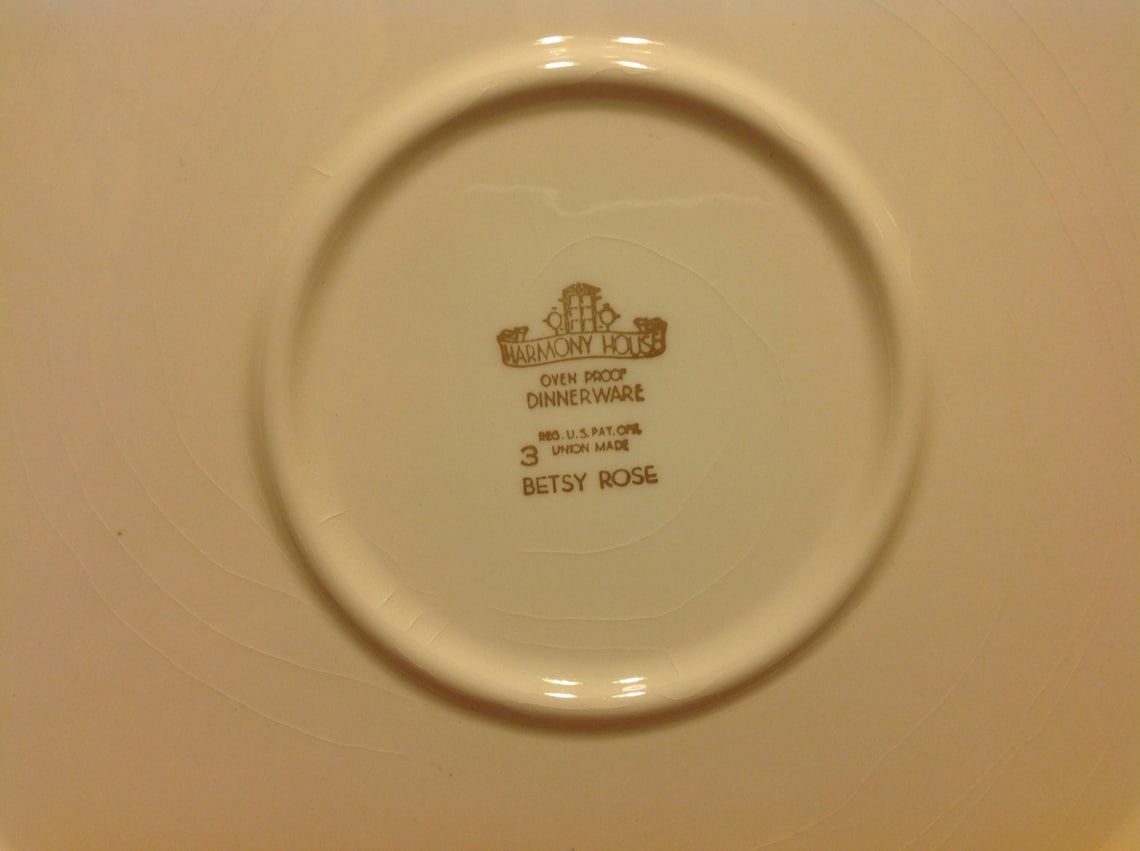 HARMONY HOUSE
OVEN PROOF
DINNERWARE
REG. U.S. PAT. OFF.
3 UNION MADE
BETSY ROSE